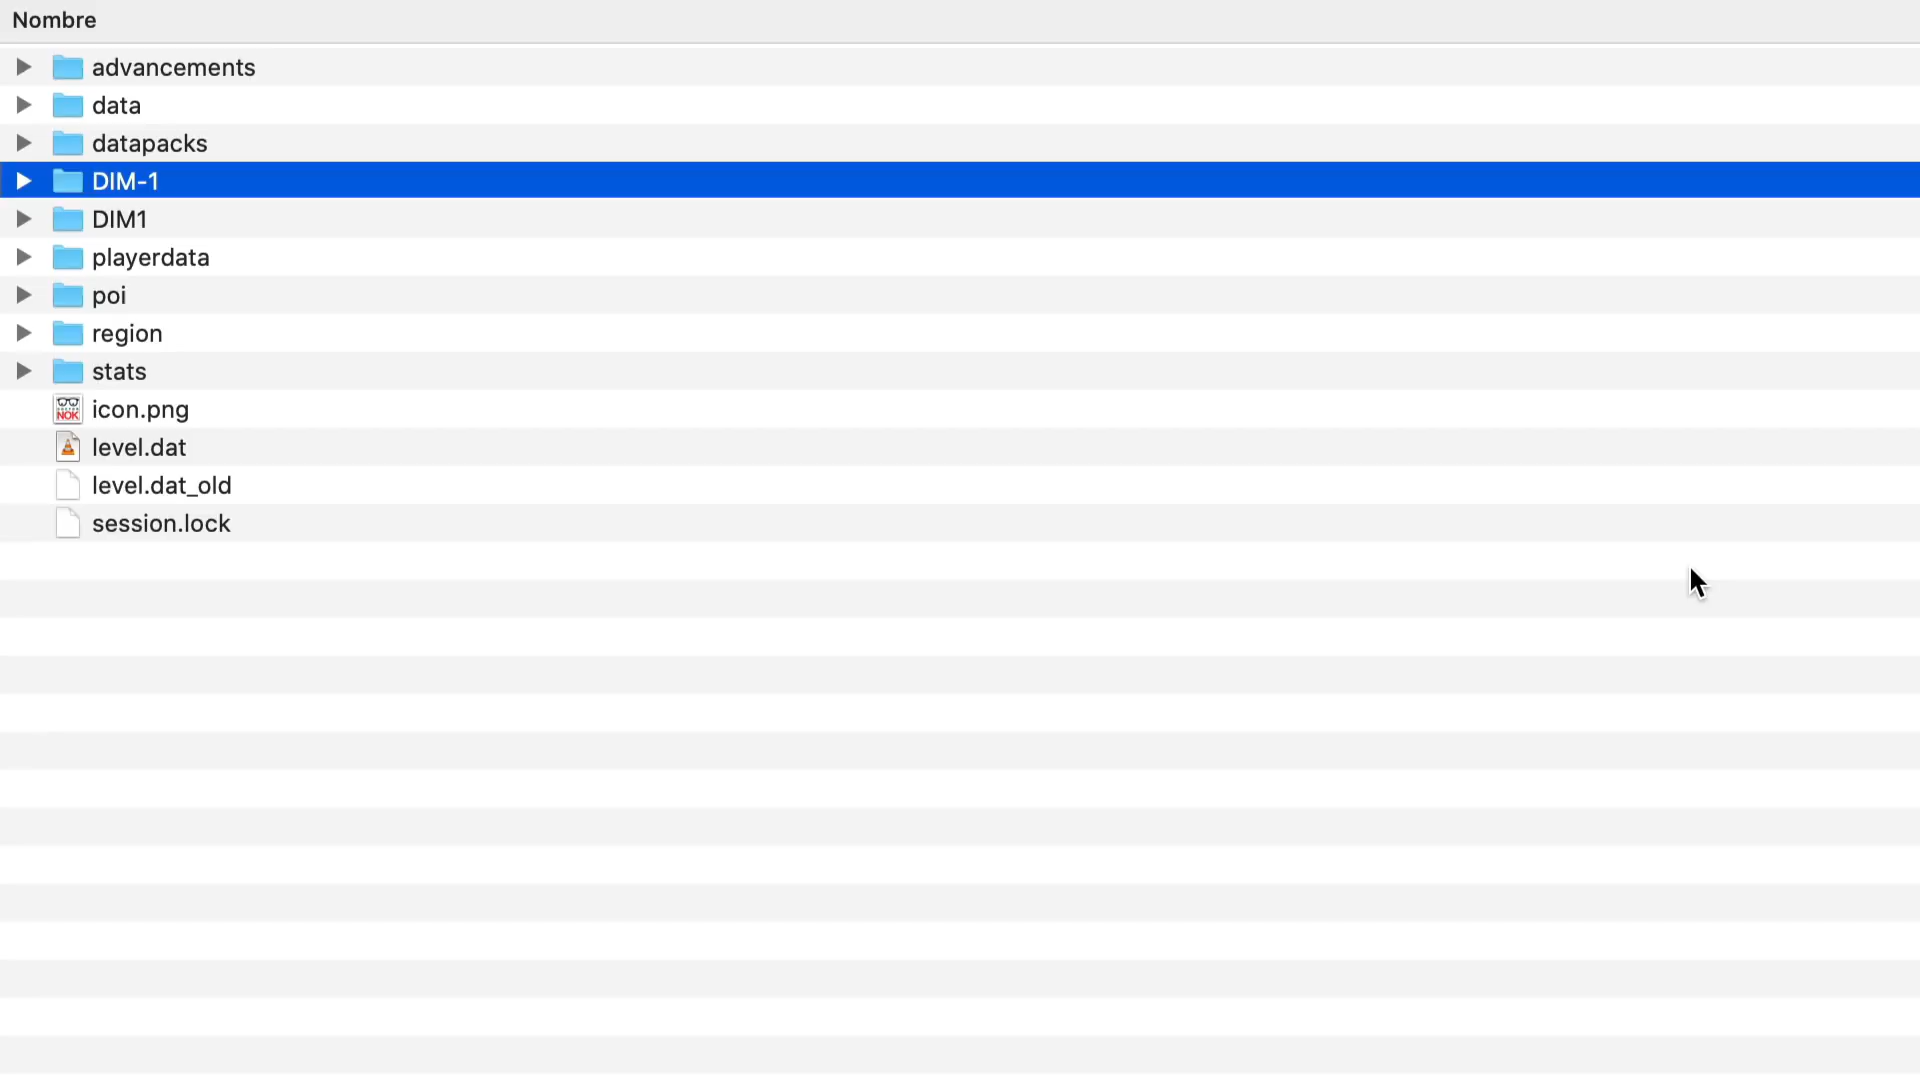 Nombre
advancements
data
datapacks
DIM-1
DIM1
playerdata
poi
region
stats
NOK
icon.png
level.dat
level.dat_old
session.lock